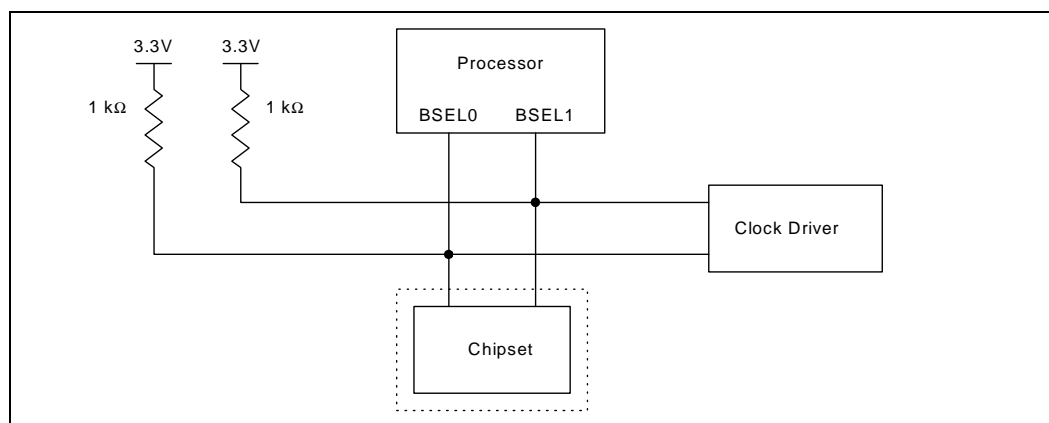 3.3V 3.3V
Processor
1 kΩ 1 kΩ
BSEL0 BSEL1
Clock Driver
Chipset